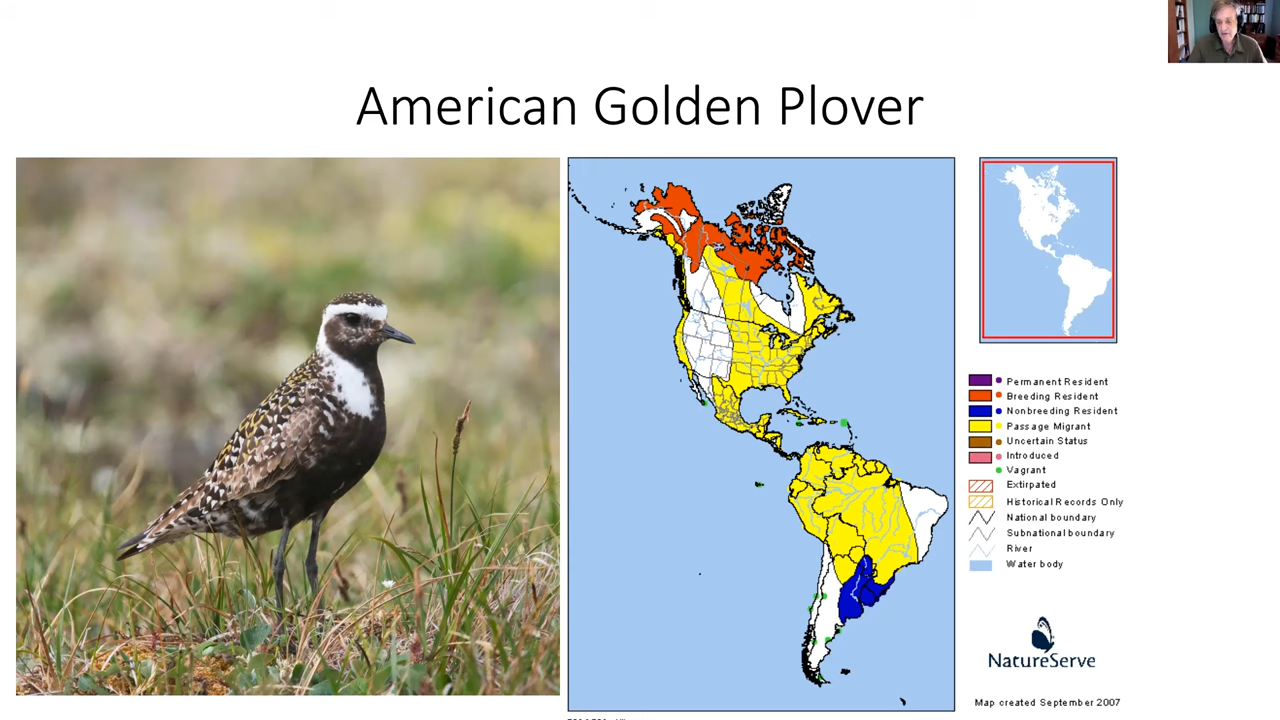 American Golden Plover
Permanent Resident
Breeding Resident
Nonbreeding Resident
Passage Migrant
Uncertain Status
Introduced
Vagrant
Extirpated
Historical Records Only
National boundary
Subnational boundary
River
Water body
NatureServe
Map created September 2007